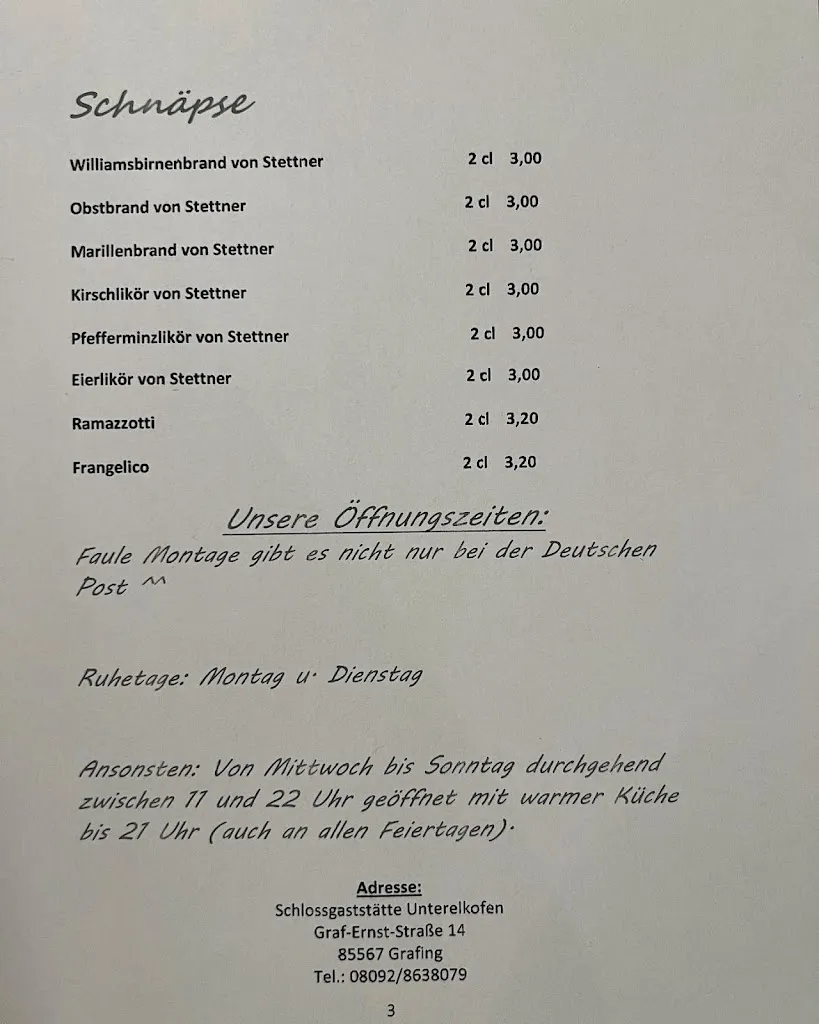 Schnäpse
Williamsbirnenbrand von Stettner 2 cl 3,00
Obstbrand von Stettner 2 cl 3,00
Marillenbrand von Stettner 2 cl 3,00
Kirschlikör von Stettner 2 cl 3,00
Pfefferminzlikör von Stettner 2 cl 3,00
Eierlikör von Stettner 2 cl 3,00
Ramazzotti 2 cl 3,20
Frangelico 2 cl 3,20
Unsere Öffnungszeiten:
Faule Montage gibt es nicht nur bei der Deutschen
Post ^^
Ruhetage: Montag u. Dienstag
Ansonsten: Von Mittwoch bis Sonntag durchgehend
zwischen 11 und 22 Uhr geöffnet mit warmer Küche
bis 21 Uhr (auch an allen Feiertagen).
Adresse:
Schlossgaststätte Unterelkofen
Graf-Ernst-Straße 14
85567 Grafing
Tel.: 08092/8638079
3